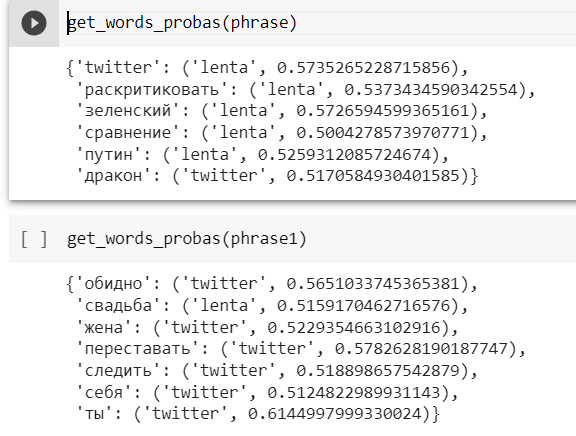 get_words_probas(phrase)
{'twitter': ('lenta', 0.5735265228715856),
'раскритиковать': ('lenta', 0.5373434590342554),
'зеленский': ('lenta', 0.5726594599365161),
'сравнение': ('lenta', 0.5004278573970771),
'путин': ('lenta', 0.5259312085724674),
'дракон': ('twitter', 0.5170584930401585)}
[ ] get_words_probas(phrase1)
{'обидно': ('twitter', 0.5651033745365381),
'свадьба': ('lenta', 0.5159170462716576),
'жена': ('twitter', 0.5229354663102916),
'переставать': ('twitter', 0.5782628190187747),
'следить': ('twitter', 0.518898657542879),
'себя': ('twitter', 0.5124822989931143),
'ты': ('twitter', 0.6144997999330024)}